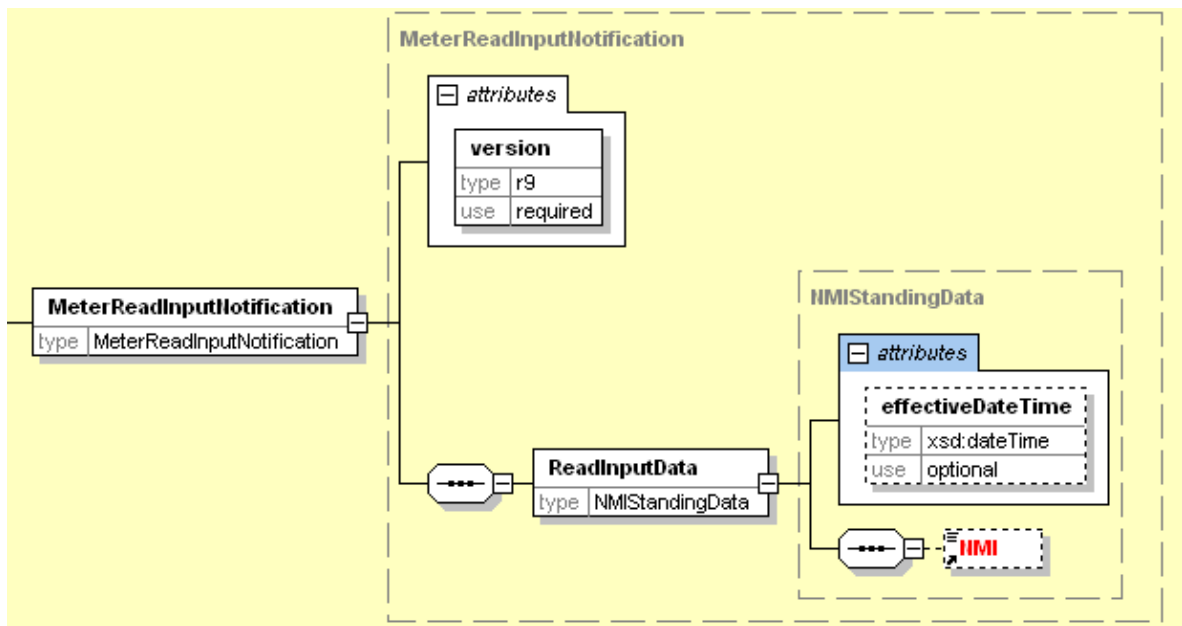 MeterReadInputNotification
attributes
version
type r9
use required
MeterReadInputNotification
type MeterReadInputNotification
NMIStandingData
attributes
effectiveDateTime
type xsd:dateTime
use optional
ReadInputData
type NMIStandingData
NMI